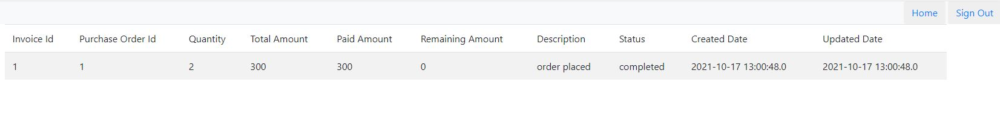 Home Sign Out
Invoice Id Purchase Order Id Quantity Total Amount Paid Amount Remaining Amount Description Status Created Date Updated Date
1 1 2 300 300 0 order placed completed 2021-10-17 13:00:48.0 2021-10-17 13:00:48.0